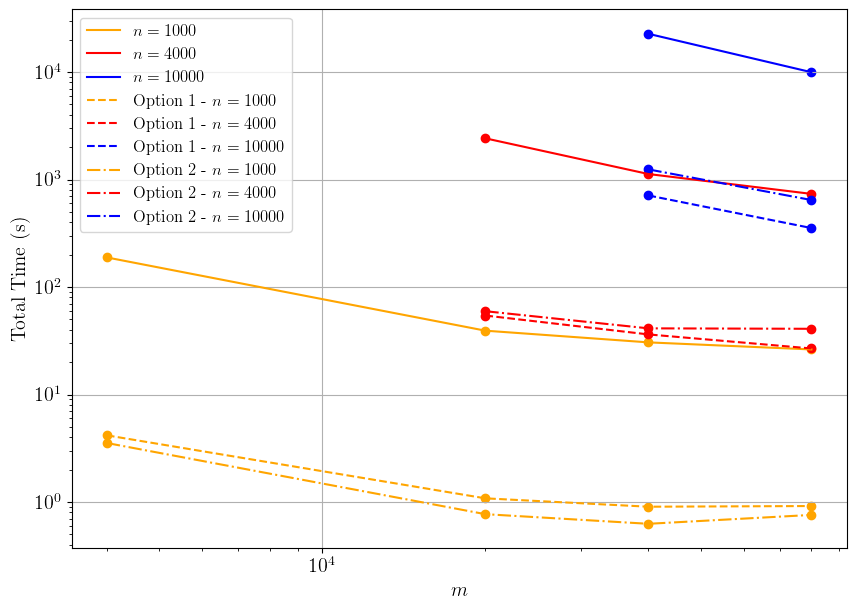 n = 1000
n = 4000
n = 10000
Option 1 - n = 1000
Option 1 - n = 4000
Option 1 - n = 10000
Option 2 - n = 1000
Option 2 - n = 4000
Option 2 - n = 10000
10^4
10^3
10^2
10^1
10^0
Total Time (s)
10^4
m